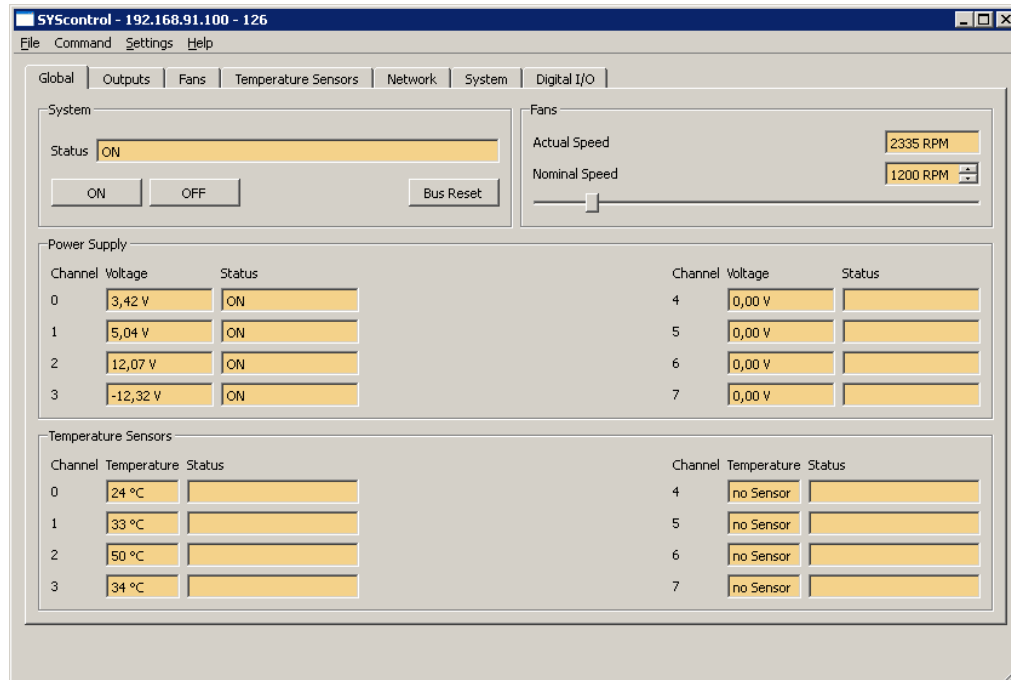 SYScontrol - 192.168.91.100 - 126
File Command Settings Help
Global Outputs Fans Temperature Sensors Network System Digital I/O
System
Status ON
ON OFF Bus Reset
Fans
Actual Speed 2335 RPM
Nominal Speed 1200 RPM
Power Supply
Channel Voltage Status Channel Voltage Status
0 3,42 V ON 4 0,00 V
1 5,04 V ON 5 0,00 V
2 12,07 V ON 6 0,00 V
3 -12,32 V ON 7 0,00 V
Temperature Sensors
Channel Temperature Status Channel Temperature Status
0 24 °C 4 no Sensor
1 33 °C 5 no Sensor
2 50 °C 6 no Sensor
3 34 °C 7 no Sensor